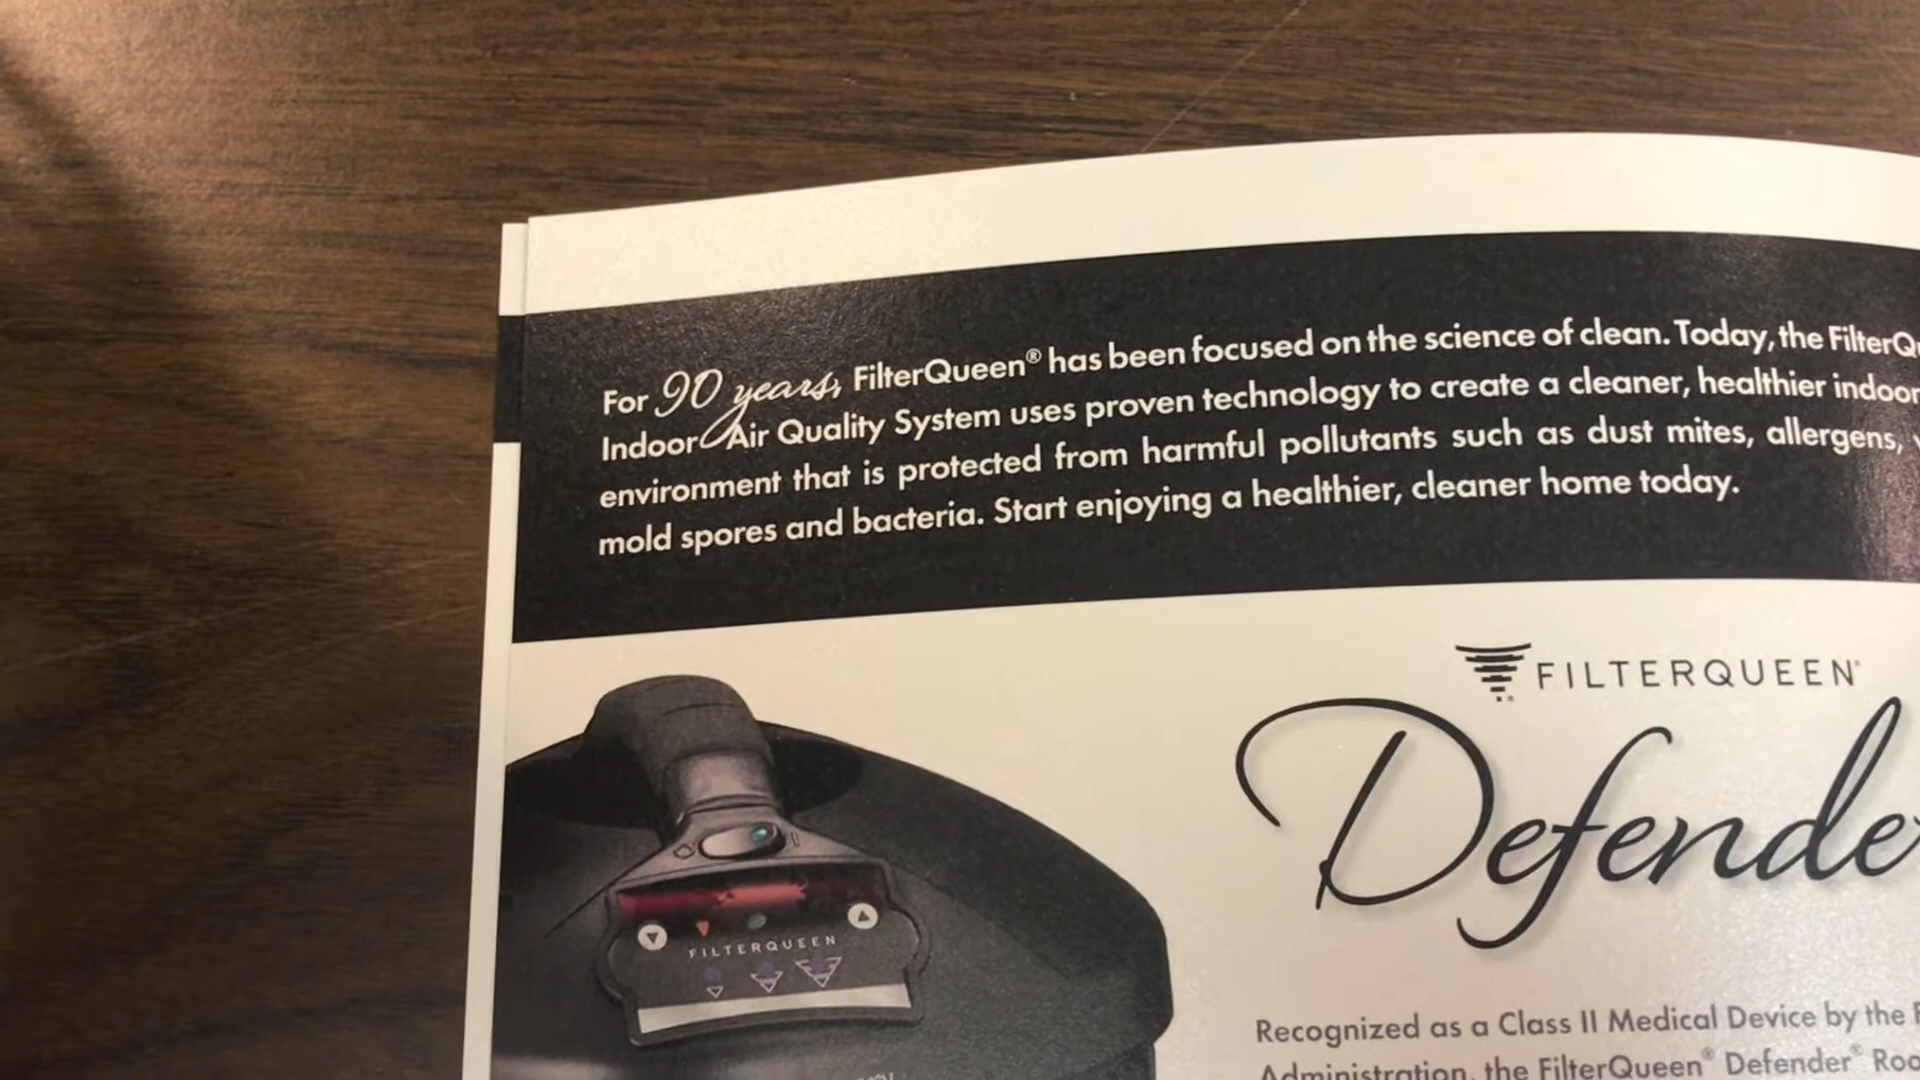 For 90 years, FilterQueen® has been focused on the science of clean. Today, the
Indoor Air Quality System uses proven technology to create a cleaner, healthier indoor
environment that is protected from harmful pollutants such as dust mites, allergens,
mold spores and bacteria. Start enjoying a healthier, cleaner home today.
FILTERQUEEN
FILTERQUEEN
Recognized as a Class II Medical Device by the
Administration, the FilterQueen® Defender®